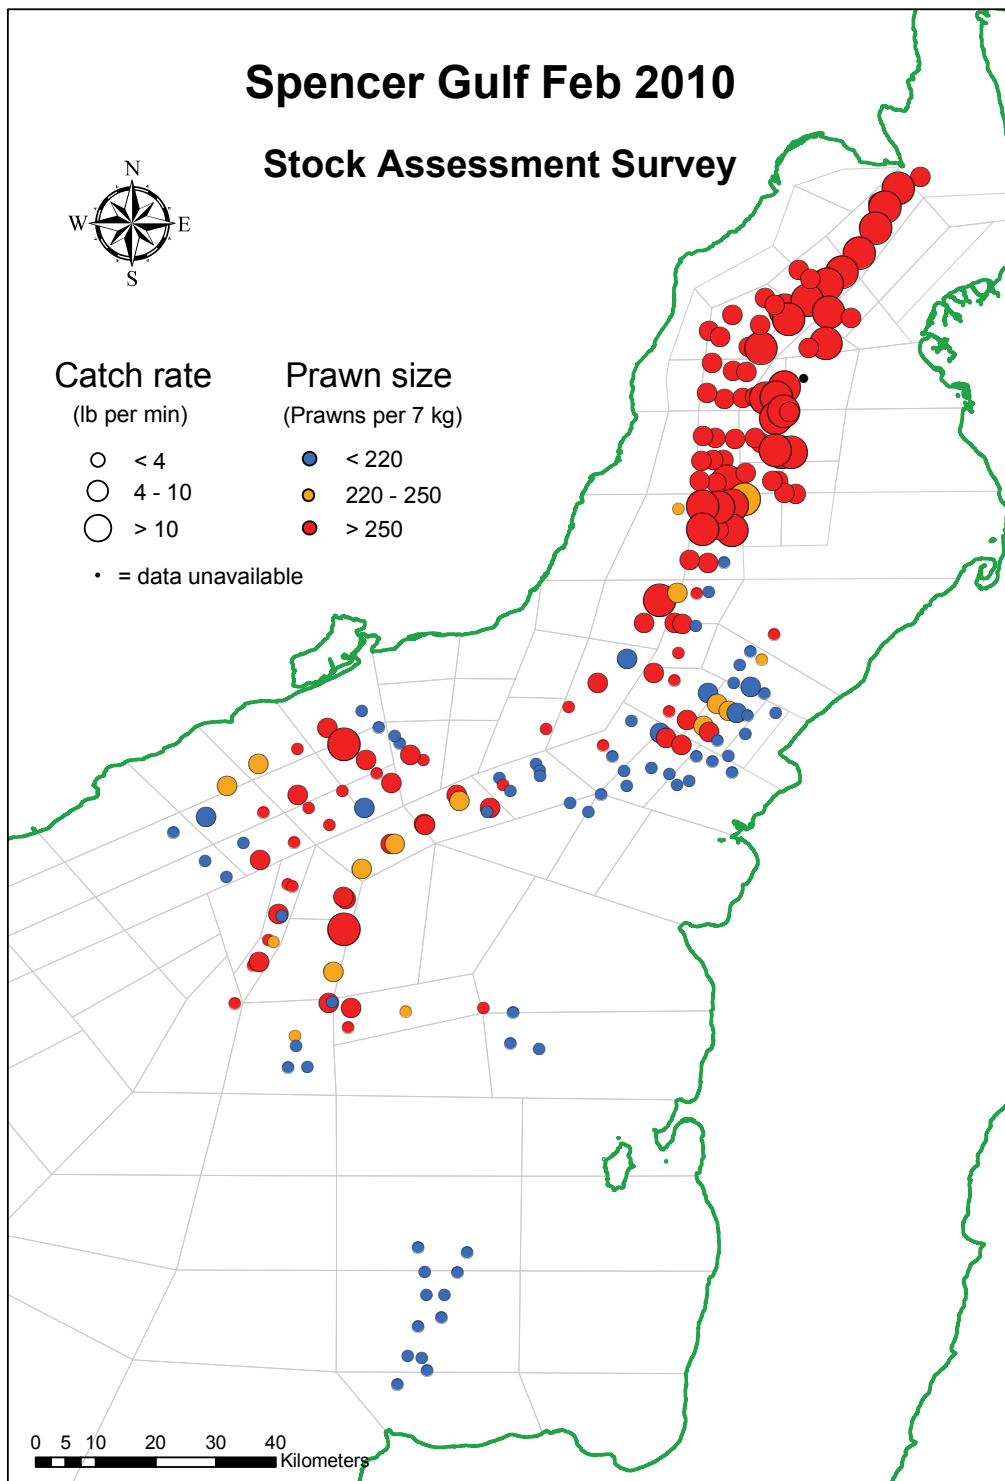 Spencer Gulf Feb 2010
Stock Assessment Survey
N
W E
S
Catch rate
(lb per min)
< 4
4 - 10
> 10
Prawn size
(Prawns per 7 kg)
< 220
220 - 250
> 250
= data unavailable
0 5 10 20 30 40
Kilometers